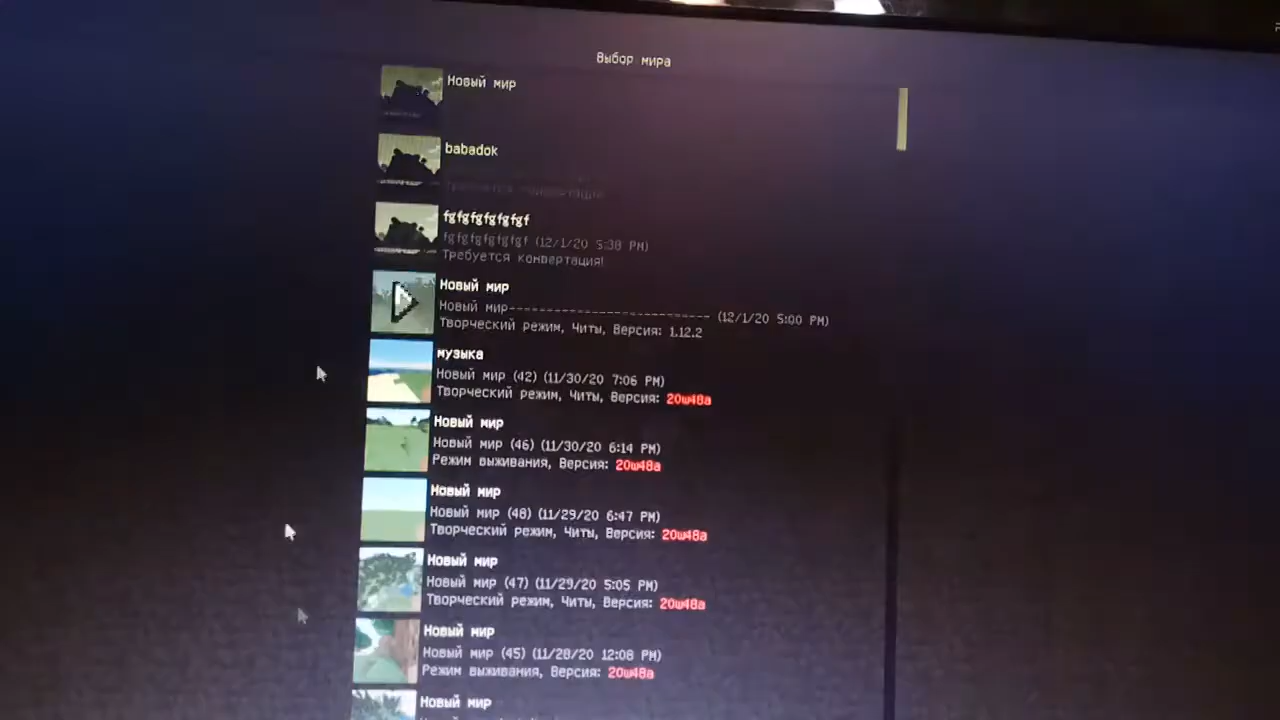 Выбор мира
Новый мир
babadok
Требуется конвертация!
fgfgfgfgfgfgf
fgfgfgfgfgfgf (12/1/20 5:38 PM)
Требуется конвертация!
Новый мир
Новый мир-------------------------- (12/1/20 5:00 PM)
Творческий режим, Читы, Версия: 1.12.2
музыка
Новый мир (42) (11/30/20 7:06 PM)
Творческий режим, Читы, Версия: 20w48a
Новый мир
Новый мир (46) (11/30/20 6:14 PM)
Режим выживания, Версия: 20w48a
Новый мир
Новый мир (48) (11/29/20 6:47 PM)
Творческий режим, Читы, Версия: 20w48a
Новый мир
Новый мир (47) (11/29/20 5:05 PM)
Творческий режим, Читы, Версия: 20w48a
Новый мир
Новый мир (45) (11/28/20 12:08 PM)
Режим выживания, Версия: 20w48a
Новый мир